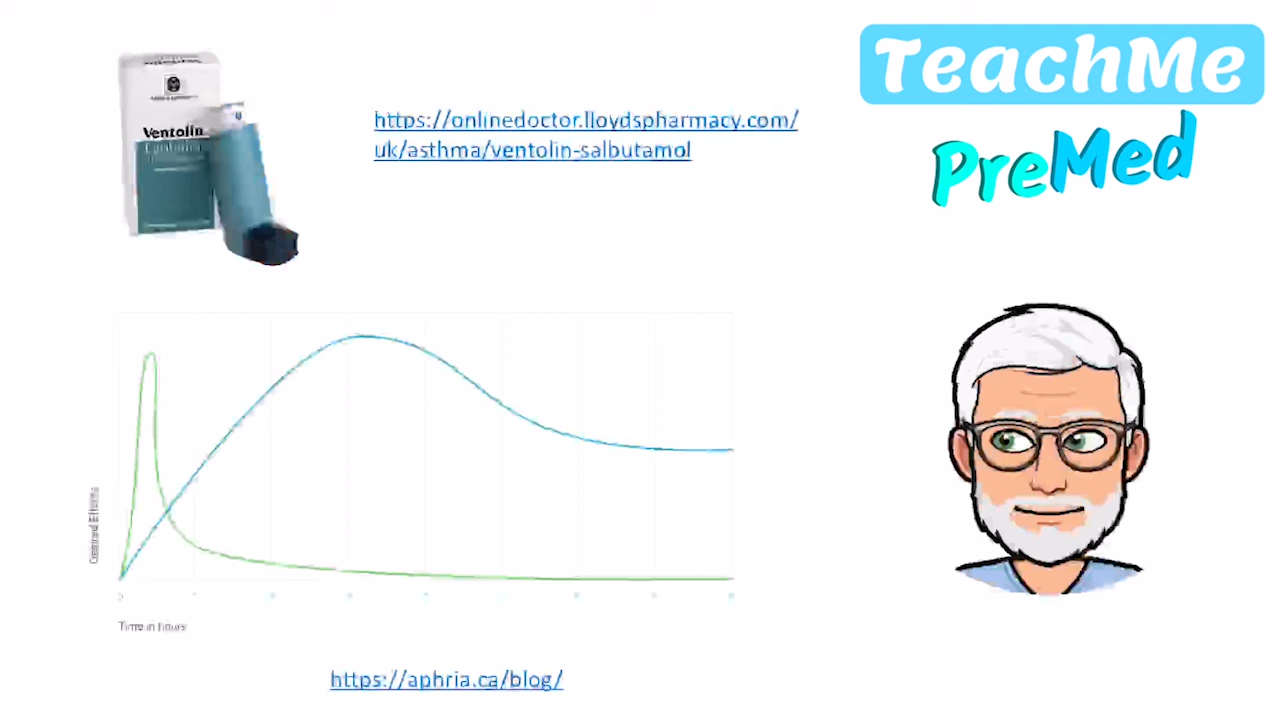 TeachMe
PreMed
Ventolin
https://onlinedoctor.lloydspharmacy.com/
uk/asthma/ventolin-salbutamol
Time in hours
https://aphria.ca/blog/